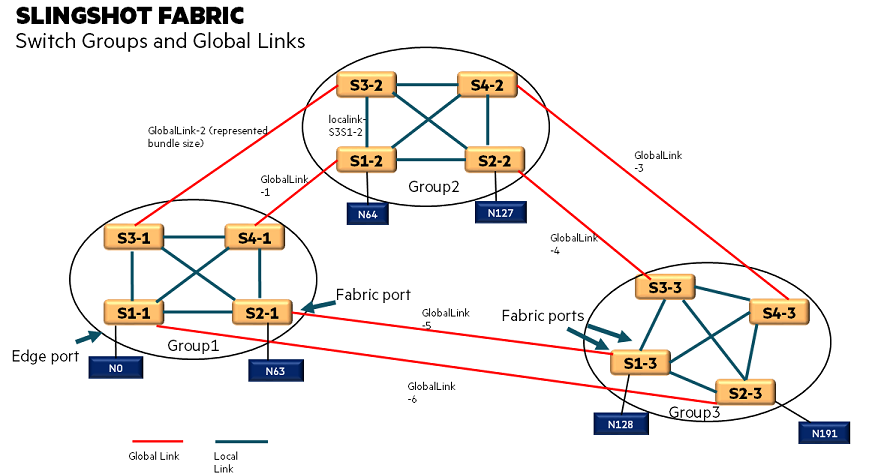 SLINGSHOT FABRIC
Switch Groups and Global Links
S3-2
S4-2
GlobalLink-2 (represented
bundle size)
localink-
S3S1-2
S1-2
S2-2
GlobalLink
-3
GlobalLink
-1
Group2
N64
N127
S3-1
S4-1
GlobalLink
-4
S3-3
Fabric port
S1-1
S2-1
GlobalLink
-5
Fabric ports
S4-3
Edge port
Group1
S1-3
N0
N63
GlobalLink
-6
S2-3
Group3
N128
N191
Global Link
Local
Link